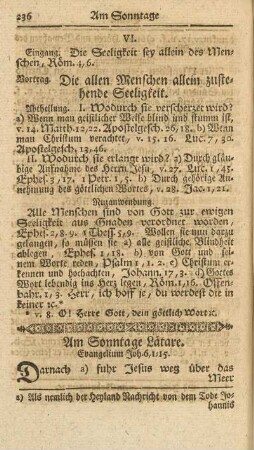 236 Am Sonntage
VI.
Eingang. Die Seeligkeit sey allein des Men-
schen, Röm. 4, 6.
Vortrag. Die allen Menschen allein zuste-
hende Seeligkeit.
Abtheilung. I. Wodurch sie verscherzet wird?
a) Wenn man geistlicher Weise blind und stumm ist,
v. 14. Matth. 12, 22. Apostelgesch. 26, 18. b) Wenn
man Christum verachtet, v. 15. 16. Luc. 7, 30.
Apostelgesch. 13, 46.
II. Wodurch sie erlanget wird? a) Durch gläu-
bige Aufnahme des Herrn Jesu, v. 27. Luc. 1, 45.
Ephes. 3, 17. 1 Petr. 1, 5. b) Durch gehörige An-
nehmung des göttlichen Wortes, v. 28. Jac. 1, 21.
Nuzanwendung.
Alle Menschen sind von Gott zur ewigen
Seeligkeit aus Gnaden verordnet worden,
Ephes. 2, 8. 9. 1 Thess. 5, 9. Wollen sie nun darzu
gelangen, so müssen sie a) alle geistliche Blindheit
ablegen, Ephes. 1, 18. b) von Gott und sei-
nem Worte reden, Psalm 1, 2. c) Christum er-
kennen und hochachten, Johann. 17, 3. d) Gottes
Wort lebendig ins Herz legen, Röm. 1, 16. Offen-
bahr. 1, 3. Herr, ich hoff je, du werdest die in
keiner ꝛc. *
* v. 8. O! Herre Gott, dein göttlich Wort ꝛc.
Am Sonntage Lätare.
Evangelium Joh. 6, 1:15.
Darnach a) fuhr Jesus weg über das
Meer
a) Als nemlich der Heyland Nachricht von dem Tode Jo-
hannis